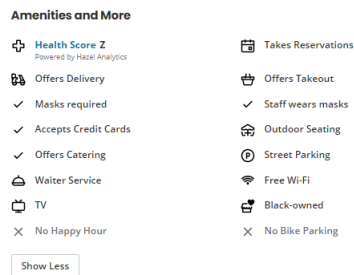 Amenities and More
Health Score Z
Powered by Hazel Analytics
Takes Reservations
Offers Delivery
Offers Takeout
Masks required
Staff wears masks
Accepts Credit Cards
Outdoor Seating
Offers Catering
Street Parking
Waiter Service
Free Wi-Fi
TV
Black-owned
No Happy Hour
No Bike Parking
Show Less